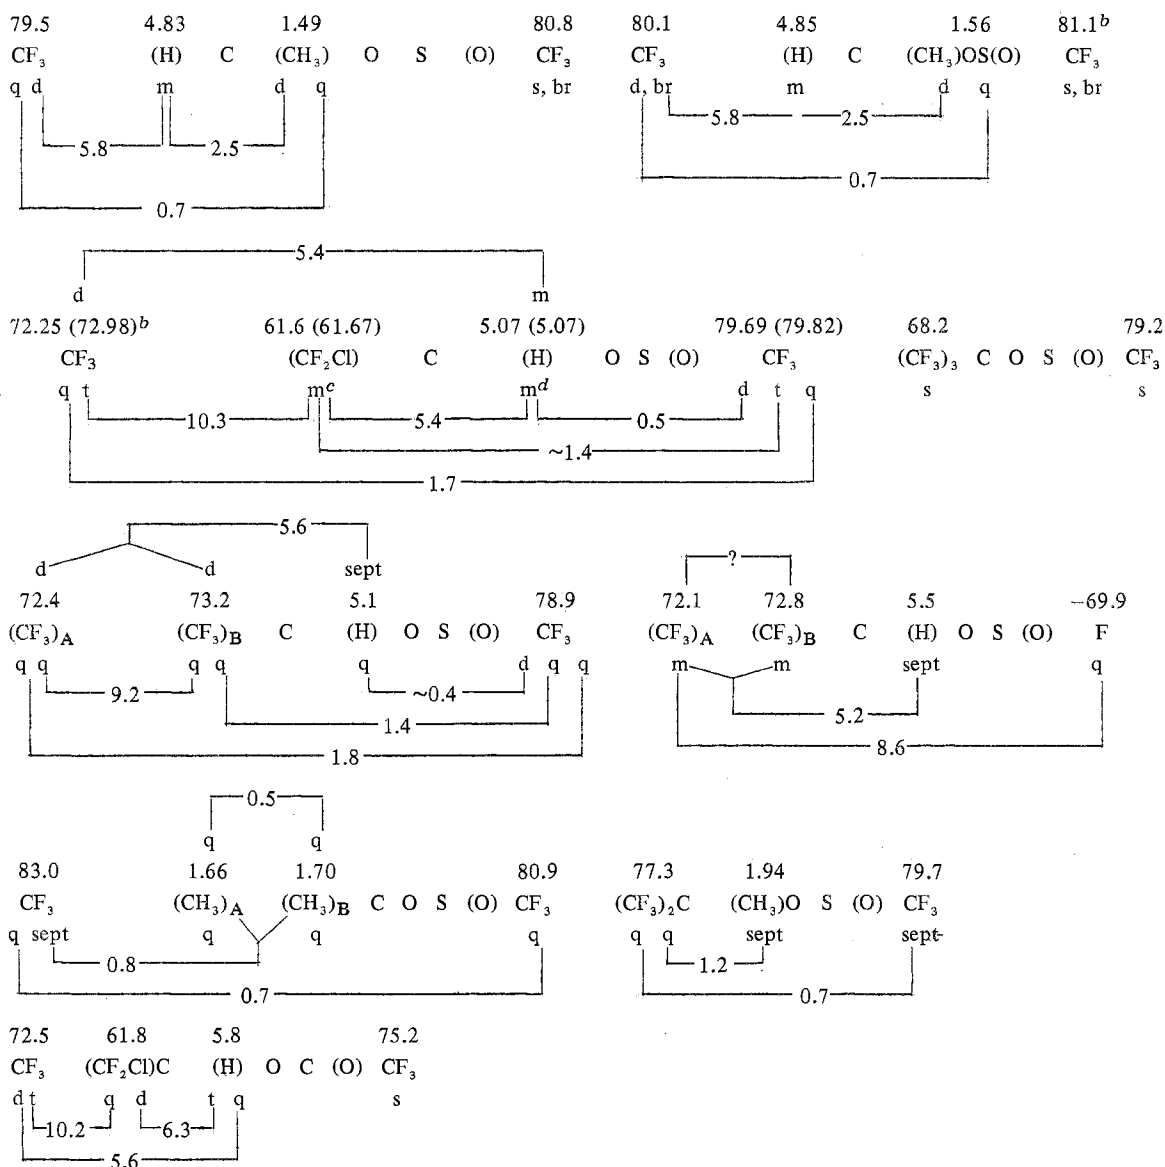 79.5 4.83 1.49 80.8 80.1 4.85 1.56 81.1b
CF3 (H) C (CH3) O S (O) CF3 CF3 (H) C (CH3)OS(O) CF3
q d m d q s, br d, br m d q s, br
5.8 2.5 5.8 2.5
0.7 0.7
5.4
d m
72.25 (72.98)b 61.6 (61.67) 5.07 (5.07) 79.69 (79.82) 68.2 79.2
CF3 (CF2Cl) C (H) O S (O) CF3 (CF3)3 C O S (O) CF3
q t mc md d t q s s
10.3 5.4 0.5
~1.4
1.7
5.6 ?
d d sept
72.4 73.2 5.1 78.9 72.1 72.8 5.5 −69.9
(CF3)A (CF3)B C (H) O S (O) CF3 (CF3)A (CF3)B C (H) O S (O) F
q q q q q d q q m m sept q
9.2 ~0.4 5.2
1.4
1.8 8.6
0.5
q q
83.0 1.66 1.70 80.9 77.3 1.94 79.7
CF3 (CH3)A (CH3)B C O S (O) CF3 (CF3)2C (CH3)O S (O) CF3
q sept q q q q q sept sept
0.8 1.2
0.7 0.7
72.5 61.8 5.8 75.2
CF3 (CF2Cl)C (H) O C (O) CF3
d t q d t q s
10.2 6.3
5.6